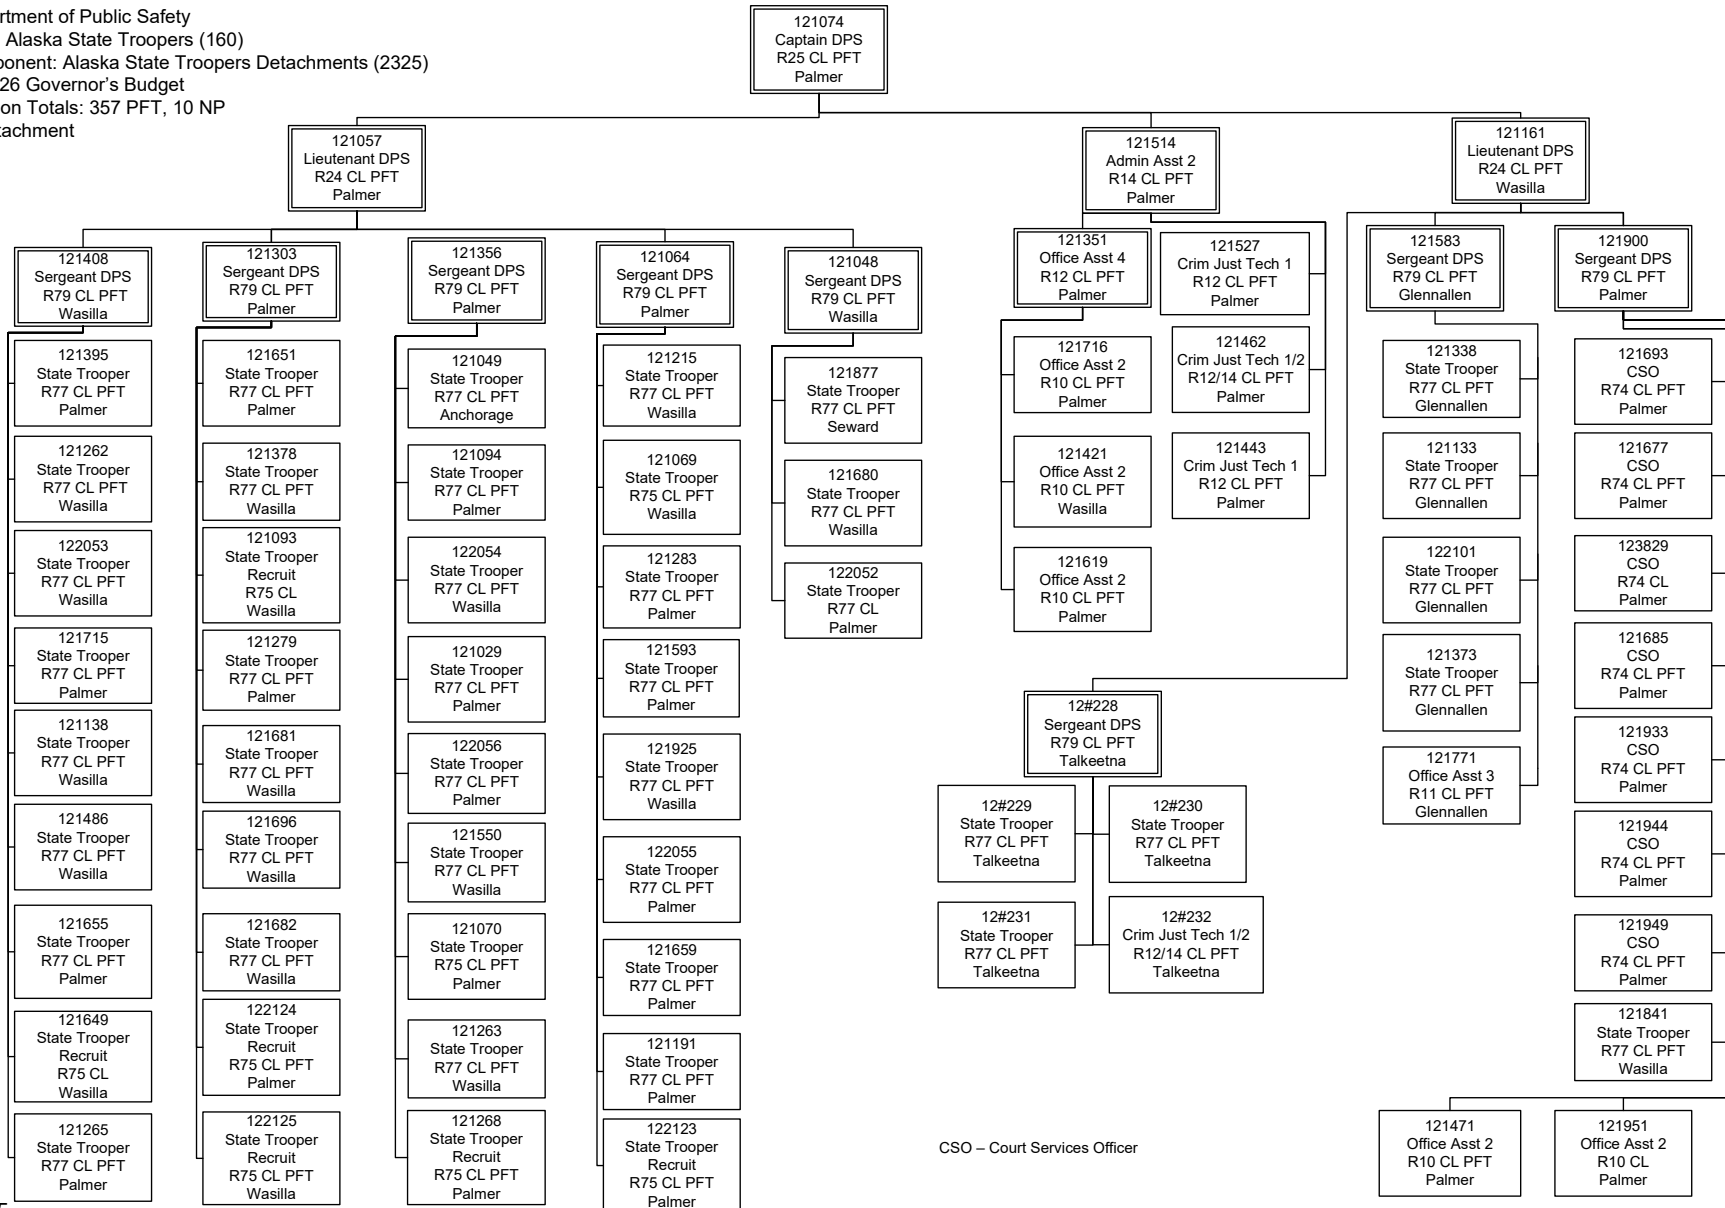 rtment of Public Safety
Alaska State Troopers (160)
ponent: Alaska State Troopers Detachments (2325)
26 Governor’s Budget
on Totals: 357 PFT, 10 NP
tachment
121074
Captain DPS
R25 CL PFT
Palmer
121057
Lieutenant DPS
R24 CL PFT
Palmer
121514
Admin Asst 2
R14 CL PFT
Palmer
121161
Lieutenant DPS
R24 CL PFT
Wasilla
121408
Sergeant DPS
R79 CL PFT
Wasilla
121395
State Trooper
R77 CL PFT
Palmer
121262
State Trooper
R77 CL PFT
Wasilla
122053
State Trooper
R77 CL PFT
Wasilla
121715
State Trooper
R77 CL PFT
Palmer
121138
State Trooper
R77 CL PFT
Wasilla
121486
State Trooper
R77 CL PFT
Wasilla
121655
State Trooper
R77 CL PFT
Palmer
121649
State Trooper
Recruit
R75 CL
Wasilla
121265
State Trooper
R77 CL PFT
Palmer
121303
Sergeant DPS
R79 CL PFT
Palmer
121651
State Trooper
R77 CL PFT
Palmer
121378
State Trooper
R77 CL PFT
Wasilla
121093
State Trooper
Recruit
R75 CL
Wasilla
121279
State Trooper
R77 CL PFT
Palmer
121681
State Trooper
R77 CL PFT
Wasilla
121696
State Trooper
R77 CL PFT
Wasilla
121682
State Trooper
R77 CL PFT
Wasilla
122124
State Trooper
Recruit
R75 CL PFT
Palmer
122125
State Trooper
Recruit
R75 CL PFT
Wasilla
121356
Sergeant DPS
R79 CL PFT
Palmer
121049
State Trooper
R77 CL PFT
Anchorage
121094
State Trooper
R77 CL PFT
Palmer
122054
State Trooper
R77 CL PFT
Wasilla
121029
State Trooper
R77 CL PFT
Palmer
122056
State Trooper
R77 CL PFT
Palmer
121550
State Trooper
R77 CL PFT
Wasilla
121070
State Trooper
R75 CL PFT
Palmer
121263
State Trooper
R77 CL PFT
Wasilla
121268
State Trooper
Recruit
R75 CL PFT
Palmer
121064
Sergeant DPS
R79 CL PFT
Palmer
121215
State Trooper
R77 CL PFT
Wasilla
121069
State Trooper
R75 CL PFT
Wasilla
121283
State Trooper
R77 CL PFT
Palmer
121593
State Trooper
R77 CL PFT
Palmer
121925
State Trooper
R77 CL PFT
Wasilla
122055
State Trooper
R77 CL PFT
Palmer
121659
State Trooper
R77 CL PFT
Palmer
121191
State Trooper
R77 CL PFT
Palmer
122123
State Trooper
Recruit
R75 CL PFT
Palmer
121048
Sergeant DPS
R79 CL PFT
Wasilla
121877
State Trooper
R77 CL PFT
Seward
121680
State Trooper
R77 CL PFT
Wasilla
122052
State Trooper
R77 CL
Palmer
121351
Office Asst 4
R12 CL PFT
Palmer
121716
Office Asst 2
R10 CL PFT
Palmer
121421
Office Asst 2
R10 CL PFT
Wasilla
121619
Office Asst 2
R10 CL PFT
Palmer
121527
Crim Just Tech 1
R12 CL PFT
Palmer
121462
Crim Just Tech 1/2
R12/14 CL PFT
Palmer
121443
Crim Just Tech 1
R12 CL PFT
Palmer
12#228
Sergeant DPS
R79 CL PFT
Talkeetna
12#229
State Trooper
R77 CL PFT
Talkeetna
12#230
State Trooper
R77 CL PFT
Talkeetna
12#231
State Trooper
R77 CL PFT
Talkeetna
12#232
Crim Just Tech 1/2
R12/14 CL PFT
Talkeetna
121583
Sergeant DPS
R79 CL PFT
Glennallen
121338
State Trooper
R77 CL PFT
Glennallen
121133
State Trooper
R77 CL PFT
Glennallen
122101
State Trooper
R77 CL PFT
Glennallen
121373
State Trooper
R77 CL PFT
Glennallen
121771
Office Asst 3
R11 CL PFT
Glennallen
121900
Sergeant DPS
R79 CL PFT
Palmer
121693
CSO
R74 CL PFT
Palmer
121677
CSO
R74 CL PFT
Palmer
123829
CSO
R74 CL
Palmer
121685
CSO
R74 CL PFT
Palmer
121933
CSO
R74 CL PFT
Palmer
121944
CSO
R74 CL PFT
Palmer
121949
CSO
R74 CL PFT
Palmer
121841
State Trooper
R77 CL PFT
Wasilla
121471
Office Asst 2
R10 CL PFT
Palmer
121951
Office Asst 2
R10 CL
Palmer
CSO – Court Services Officer